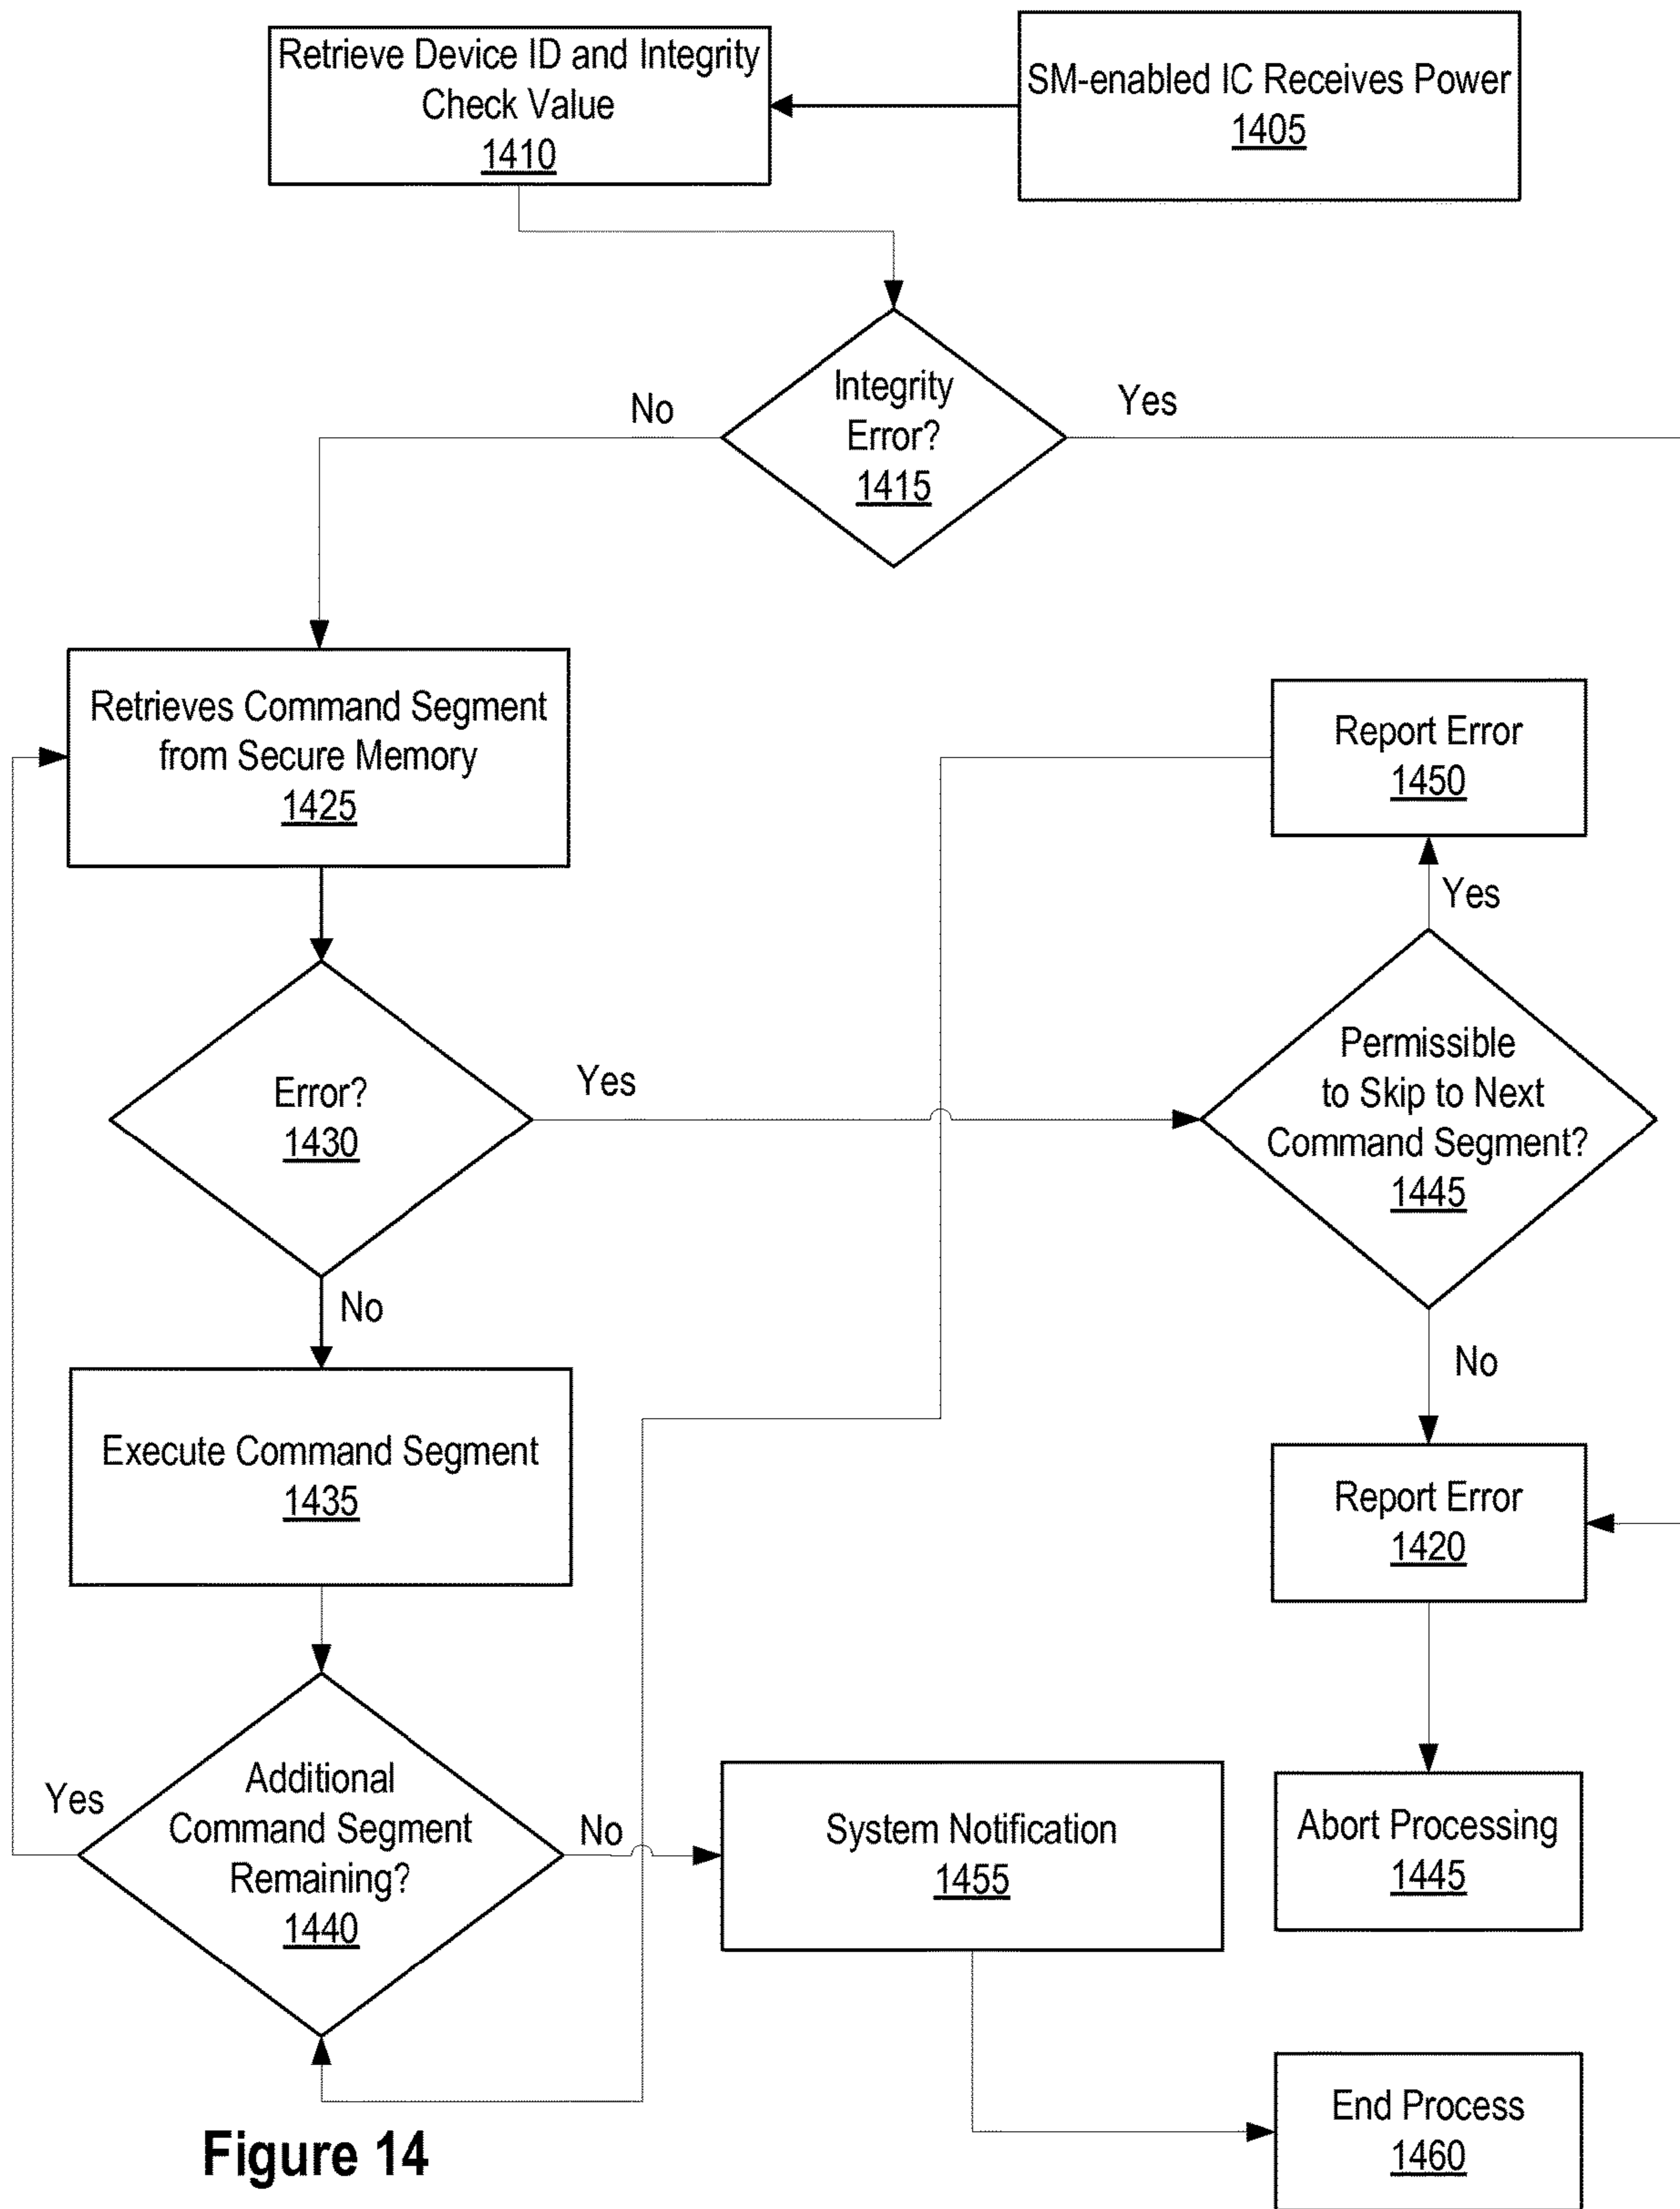 Retrieve Device ID and Integrity
Check Value
1410
SM-enabled IC Receives Power
1405
Integrity
Error?
1415
No
Yes
Retrieves Command Segment
from Secure Memory
1425
Report Error
1450
Yes
Error?
1430
Yes
Permissible
to Skip to Next
Command Segment?
1445
No
No
Execute Command Segment
1435
Report Error
1420
Additional
Command Segment
Remaining?
1440
Yes
No
System Notification
1455
Abort Processing
1445
End Process
1460
Figure 14